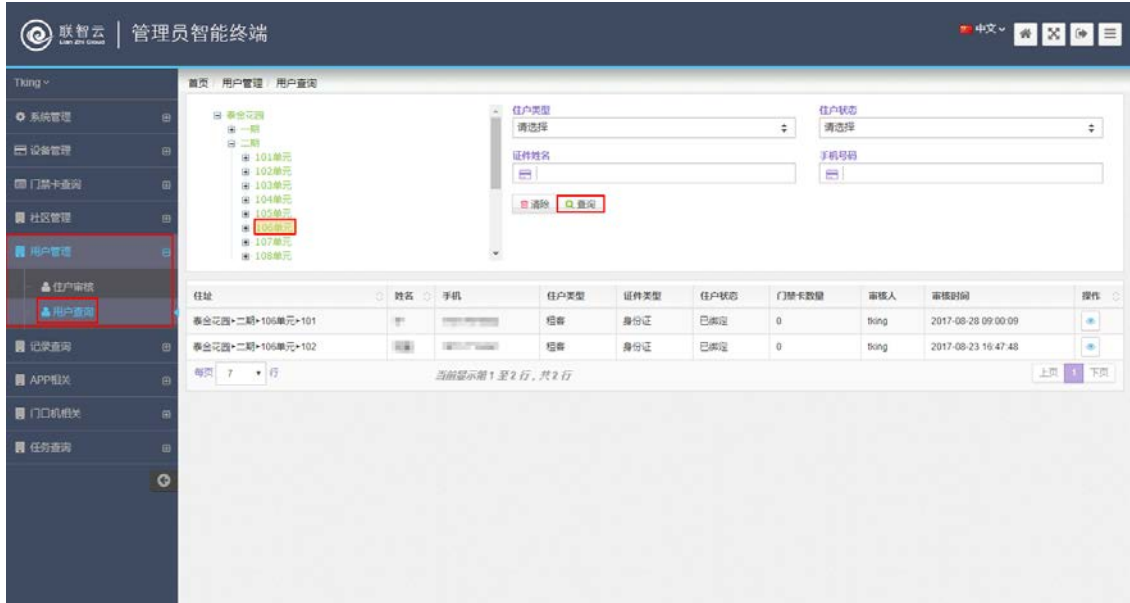 联智云 管理员智能终端 中文
Lian Zhi Cloud
Tking
首页 用户管理 用户查询
系统管理
设备管理
门禁卡查询
社区管理
用户管理
住户审核
用户查询
记录查询
APP相关
门口机相关
任务查询
泰金花园
一期
二期
101单元
102单元
103单元
104单元
105单元
106单元
107单元
108单元
住户类型 住户状态
请选择 请选择
证件姓名 手机号码
清除 查询
住址 姓名 手机 住户类型 证件类型 住户状态 门禁卡数量 审核人 审核时间 操作
泰金花园▸二期▸106单元▸101 租客 身份证 已绑定 0 tking 2017-08-28 09:00:09
泰金花园▸二期▸106单元▸102 租客 身份证 已绑定 0 tking 2017-08-23 16:47:48
每页 7 行 当前显示第 1 至 2 行，共 2 行 上页 1 下页